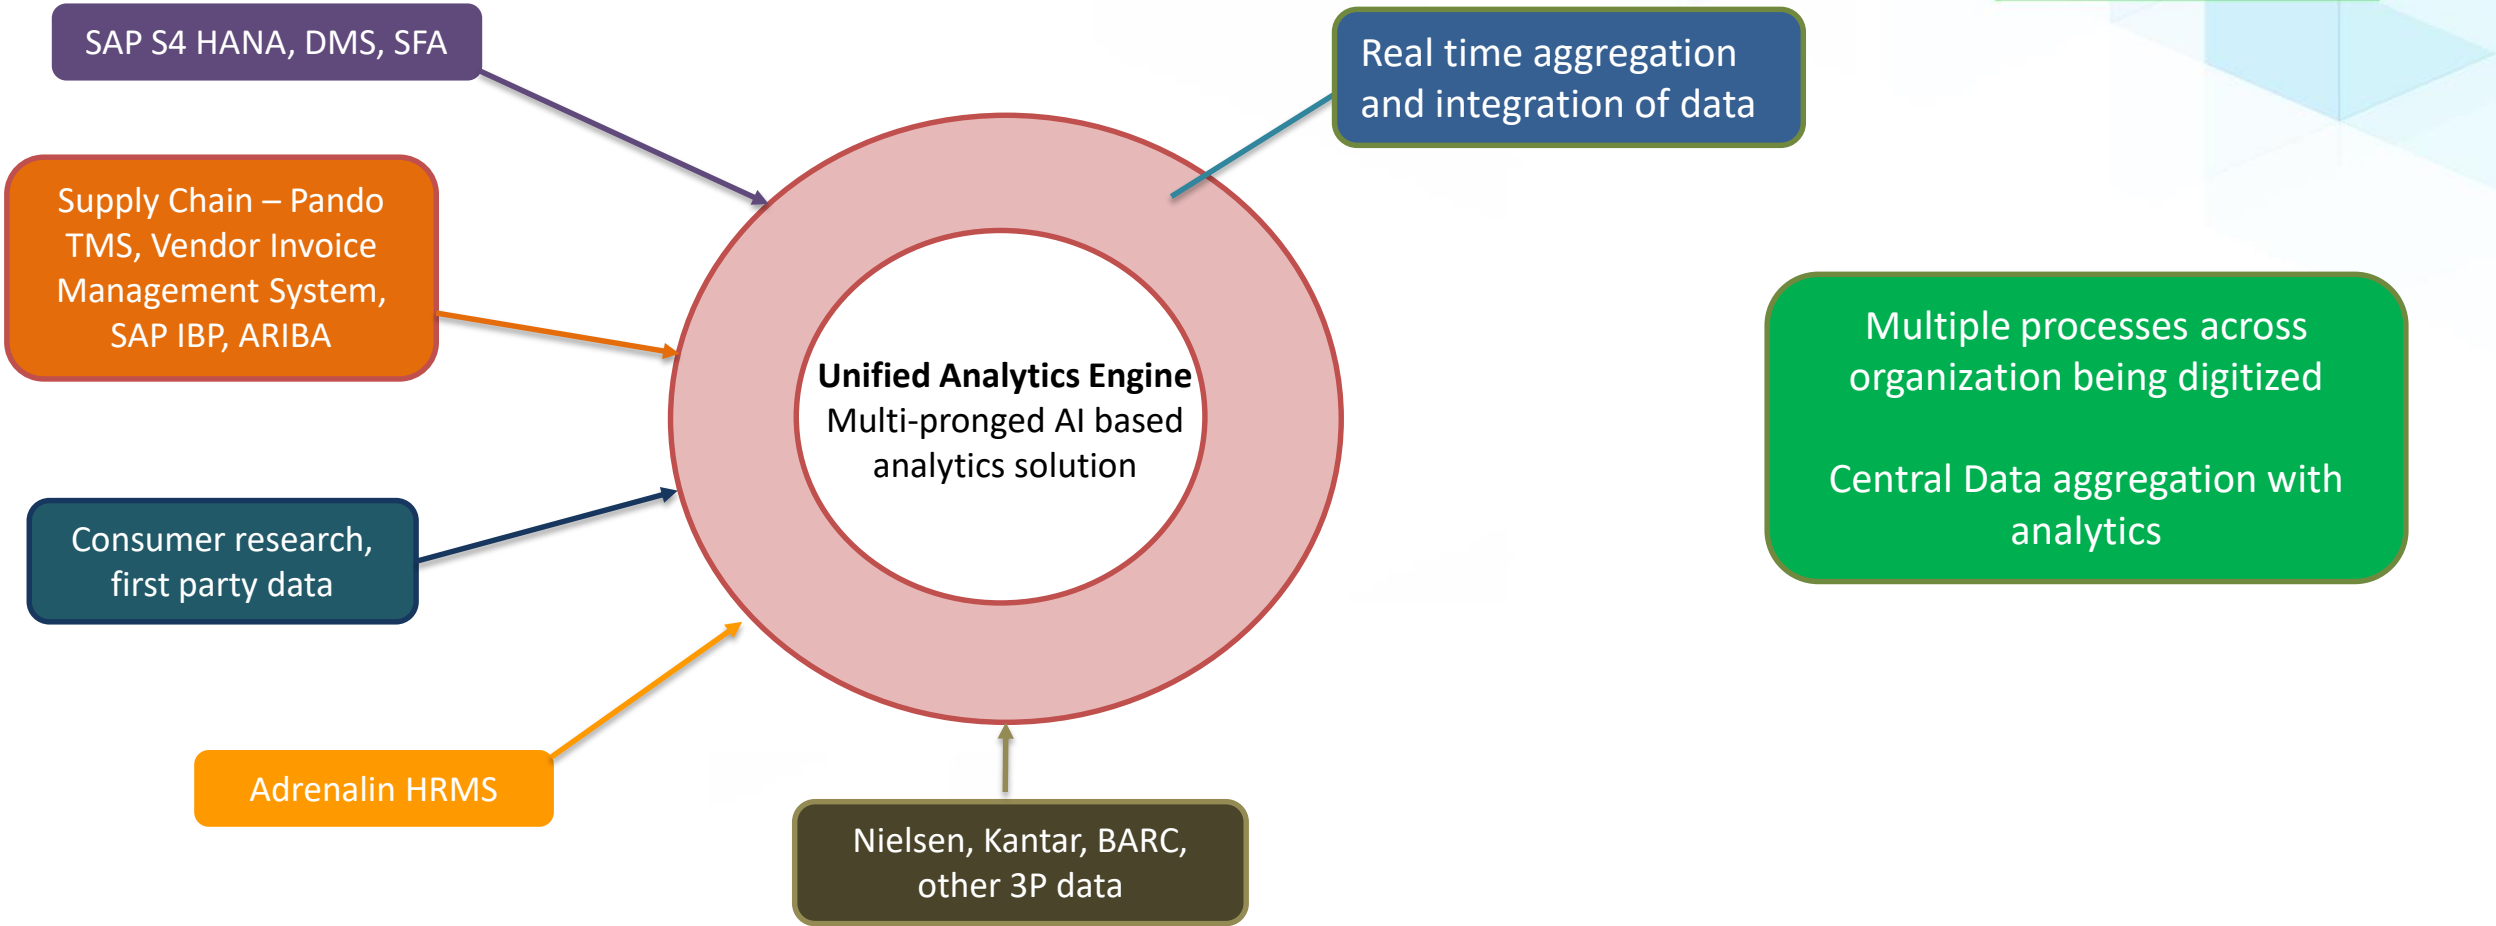 SAP S4 HANA, DMS, SFA
Real time aggregation
and integration of data
Supply Chain – Pando
TMS, Vendor Invoice
Management System,
SAP IBP, ARIBA
Multiple processes across
organization being digitized
Central Data aggregation with
analytics
Unified Analytics Engine
Multi-pronged AI based
analytics solution
Consumer research,
first party data
Adrenalin HRMS
Nielsen, Kantar, BARC,
other 3P data